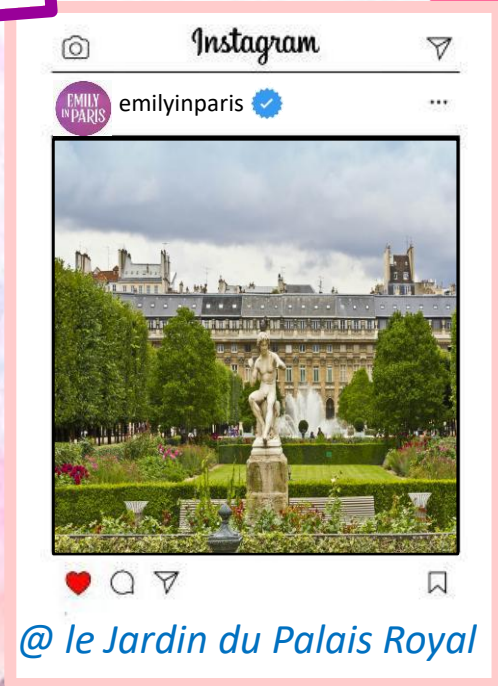 Instagram
EMILY
IN PARIS
emilyinparis
@ le Jardin du Palais Royal